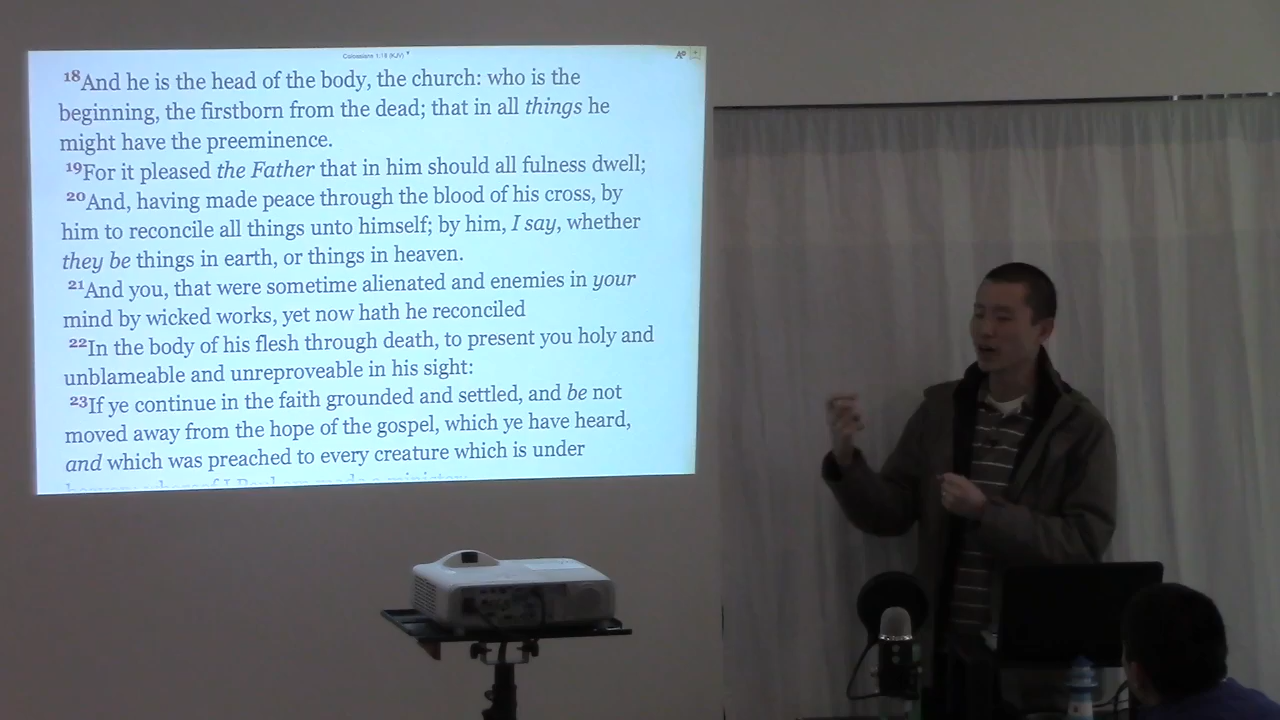 Colossians 1:18 (KJV)
18And he is the head of the body, the church: who is the
beginning, the firstborn from the dead; that in all things he
might have the preeminence.
19For it pleased the Father that in him should all fulness dwell;
20And, having made peace through the blood of his cross, by
him to reconcile all things unto himself; by him, I say, whether
they be things in earth, or things in heaven.
21And you, that were sometime alienated and enemies in your
mind by wicked works, yet now hath he reconciled
22In the body of his flesh through death, to present you holy and
unblameable and unreproveable in his sight:
23If ye continue in the faith grounded and settled, and be not
moved away from the hope of the gospel, which ye have heard,
and which was preached to every creature which is under